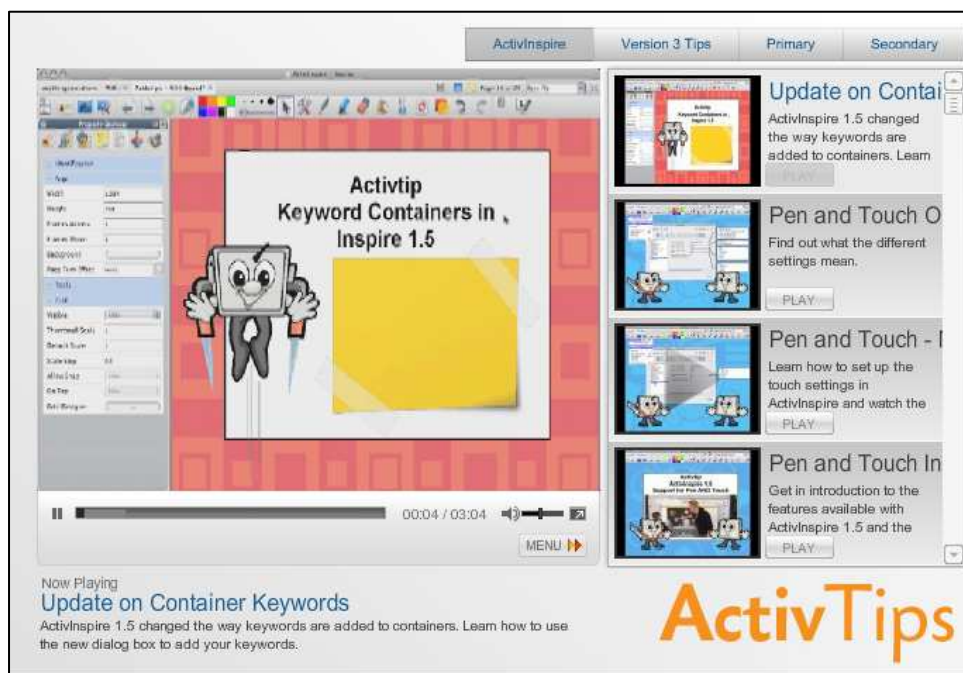 ActivInspire
Version 3 Tips
Primary
Secondary
Activtip
Keyword Containers in
Inspire 1.5
00:04 / 03:04
MENU
Update on Contai
ActivInspire 1.5 changed
the way keywords are
added to containers. Learn
PLAY
Pen and Touch O
Find out what the different
settings mean.
PLAY
Pen and Touch -
Learn how to set up the
touch settings in
ActivInspire and watch the
PLAY
Pen and Touch In
Get in introduction to the
features available with
ActivInspire 1.5 and the
PLAY
Now Playing
Update on Container Keywords
ActivInspire 1.5 changed the way keywords are added to containers. Learn how to use
the new dialog box to add your keywords.
ActivTips